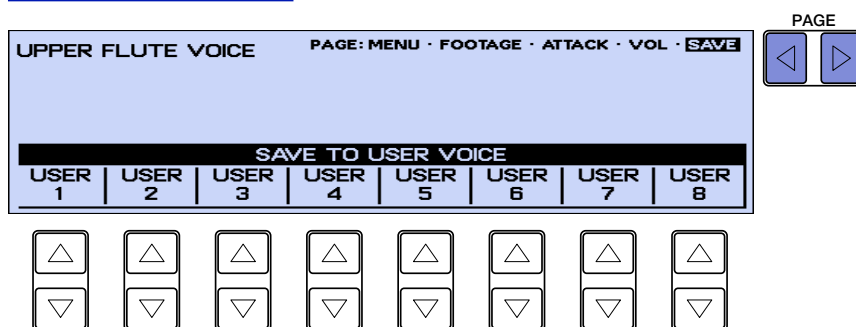 PAGE
UPPER FLUTE VOICE PAGE: MENU · FOOTAGE · ATTACK · VOL · SAVE
SAVE TO USER VOICE
USER USER USER USER USER USER USER USER
1 2 3 4 5 6 7 8